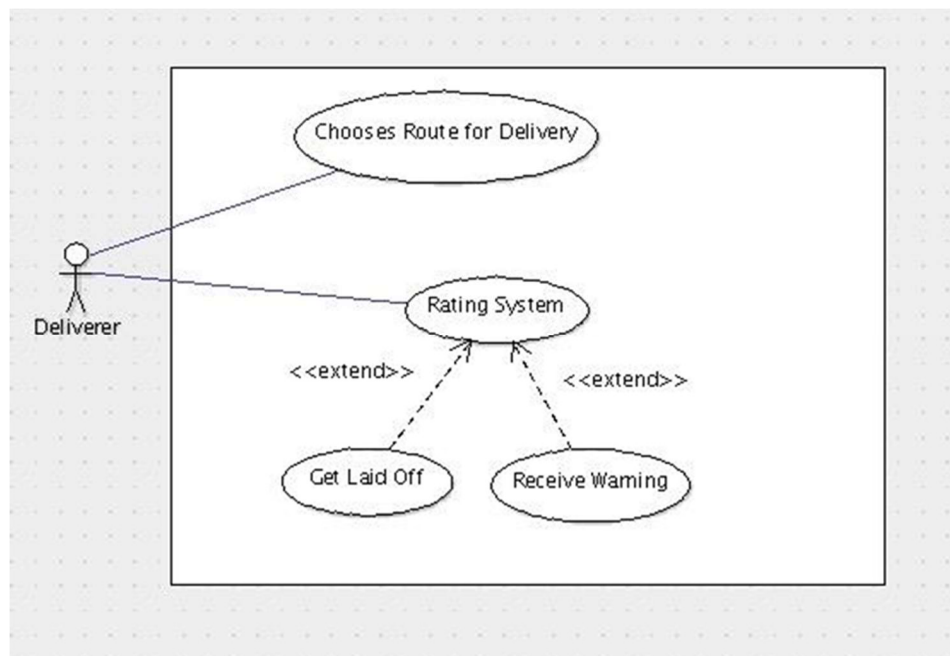 Chooses Route for Delivery
Rating System
Deliverer
<<extend>>
<<extend>>
Get Laid Off
Receive Warning